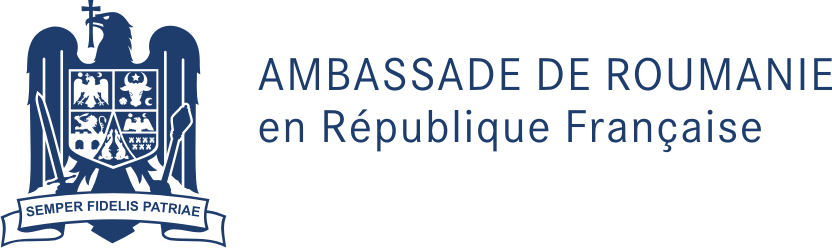 AMBASSADE DE ROUMANIE
en République Française
SEMPER FIDELIS PATRIAE